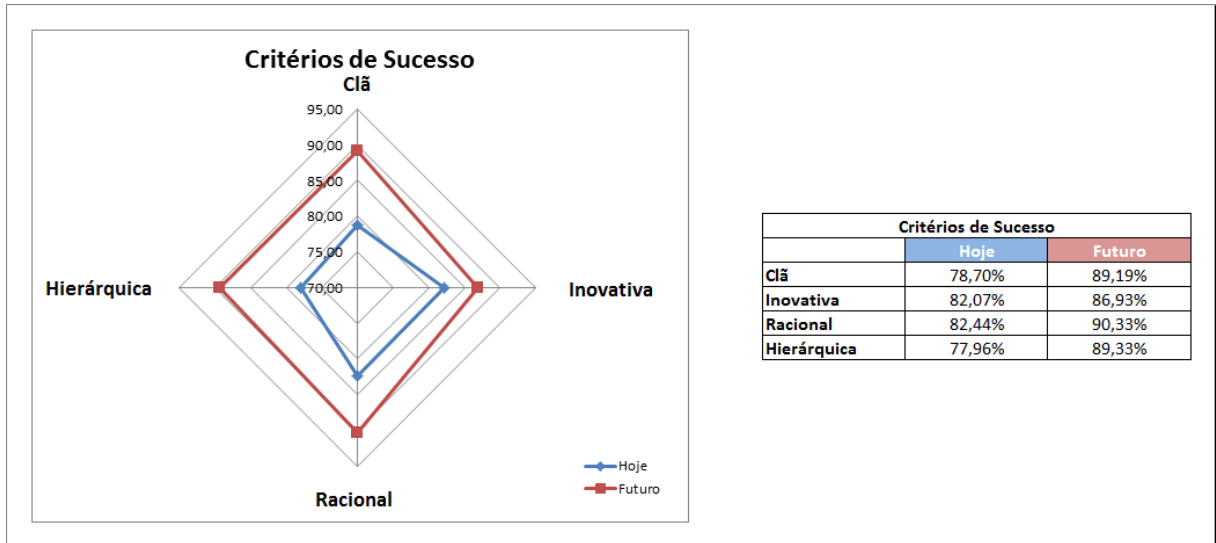 Critérios de Sucesso
Clã
95,00
90,00
85,00
80,00
75,00
70,00
Hierárquica
Inovativa
Racional
Hoje
Futuro
Critérios de Sucesso
Hoje Futuro
Clã 78,70% 89,19%
Inovativa 82,07% 86,93%
Racional 82,44% 90,33%
Hierárquica 77,96% 89,33%